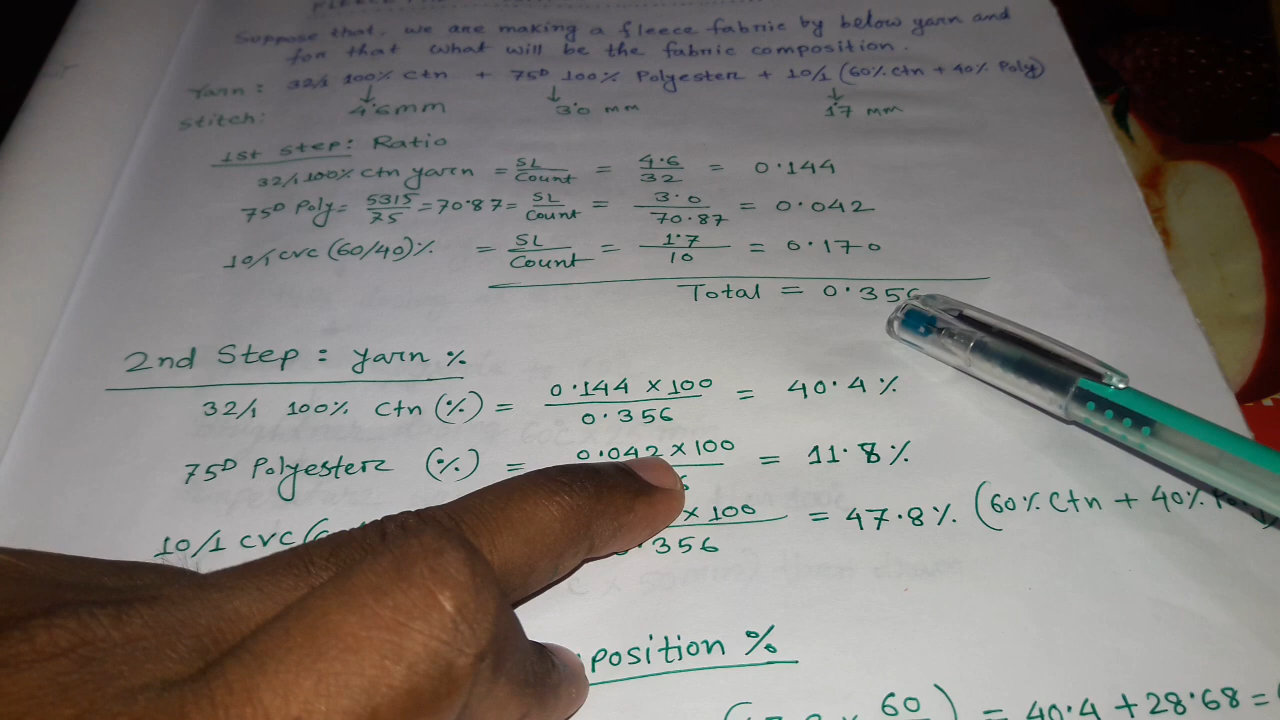 Suppose that, we are making a fleece fabric by below yarn and
for that what will be the fabric composition.
Yarn: 32/1 100% Ctn + 75D 100% Polyester + 10/1 (60% Ctn + 40% Poly)
↓ ↓ ↓
Stitch: 4.6mm 3.0 mm 1.7 mm
1st Step: Ratio
32/1 100% Ctn yarn = SL/Count = 4.6/32 = 0.144
75D Poly = 5315/75 = 70.87 = SL/Count = 3.0/70.87 = 0.042
10/1 CVC (60/40)% = SL/Count = 1.7/10 = 0.170
Total = 0.356
2nd Step: Yarn %
32/1 100% Ctn (%) = 0.144 × 100/0.356 = 40.4%
75D Polyester (%) = 0.042 × 100/ 6 = 11.8%
10/1 CVC ( × 100/0.356 = 47.8% (60% Ctn + 40%
position %
60 ) = 40.4 + 28.68 =